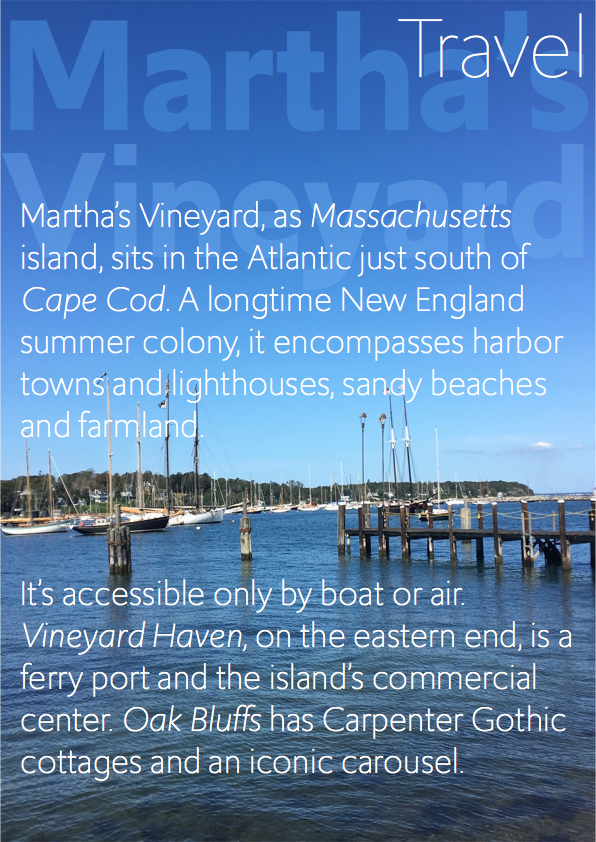 Travel
Martha's
Vineyard
Martha's Vineyard, as Massachusetts
island, sits in the Atlantic just south of
Cape Cod. A longtime New England
summer colony, it encompasses harbor
towns and lighthouses, sandy beaches
and farmland
It's accessible only by boat or air.
Vineyard Haven, on the eastern end, is a
ferry port and the island's commercial
center. Oak Bluffs has Carpenter Gothic
cottages and an iconic carousel.